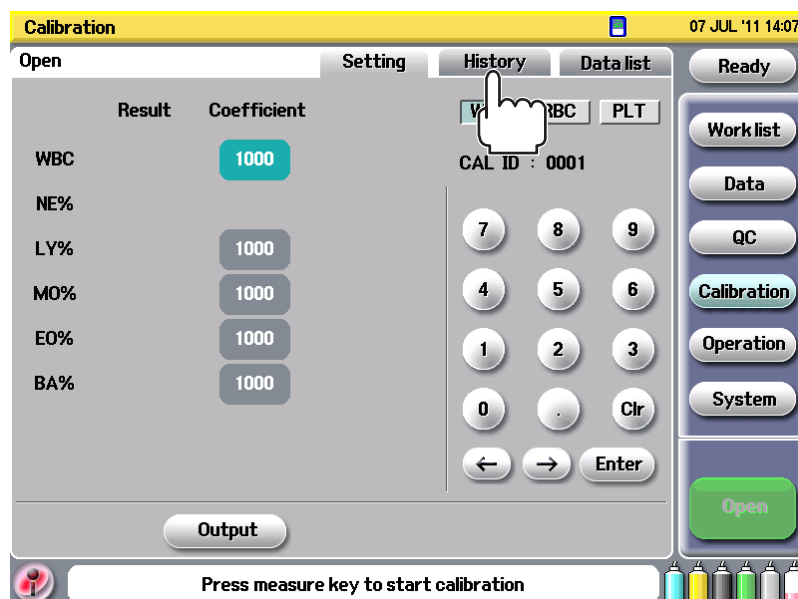 Calibration 07 JUL '11 14:07
Open Setting History Data list Ready
Result Coefficient PLT
Work list
WBC 1000 CAL ID : 0001
Data
NE%
7 8 9 QC
LY% 1000
MO% 1000 4 5 6 Calibration
EO% 1000 1 2 3 Operation
BA% 1000
0 . Clr System
← → Enter
Open
Output
Press measure key to start calibration